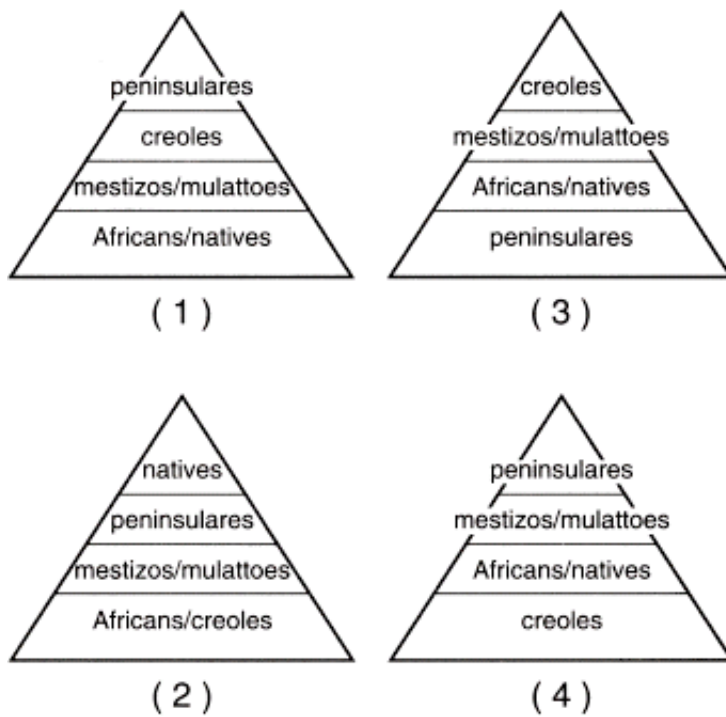 peninsulares
creoles
mestizos/mulattoes
Africans/natives
( 1 )
creoles
mestizos/mulattoes
Africans/natives
peninsulares
( 3 )
natives
peninsulares
mestizos/mulattoes
Africans/creoles
( 2 )
peninsulares
mestizos/mulattoes
Africans/natives
creoles
( 4 )